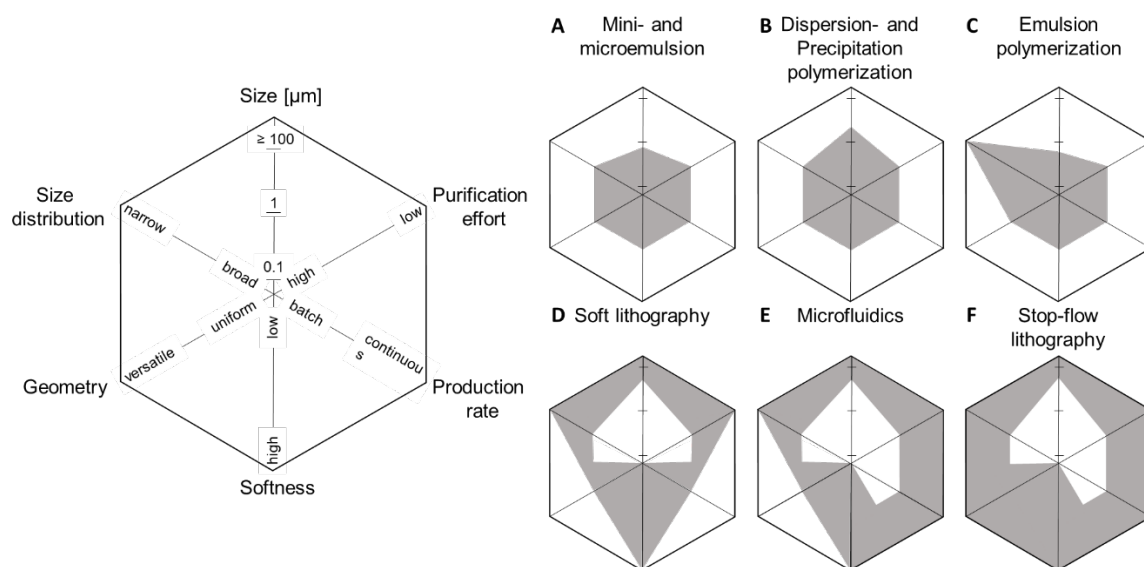 Size [µm]
≥ 100
1
0.1
Size
distribution
narrow
broad
Purification
effort
low
high
Geometry
versatile
uniform
Production
rate
batch
continuou
s
Softness
low
high
A Mini- and
microemulsion
B Dispersion- and
Precipitation
polymerization
C Emulsion
polymerization
D Soft lithography
E Microfluidics
F Stop-flow
lithography